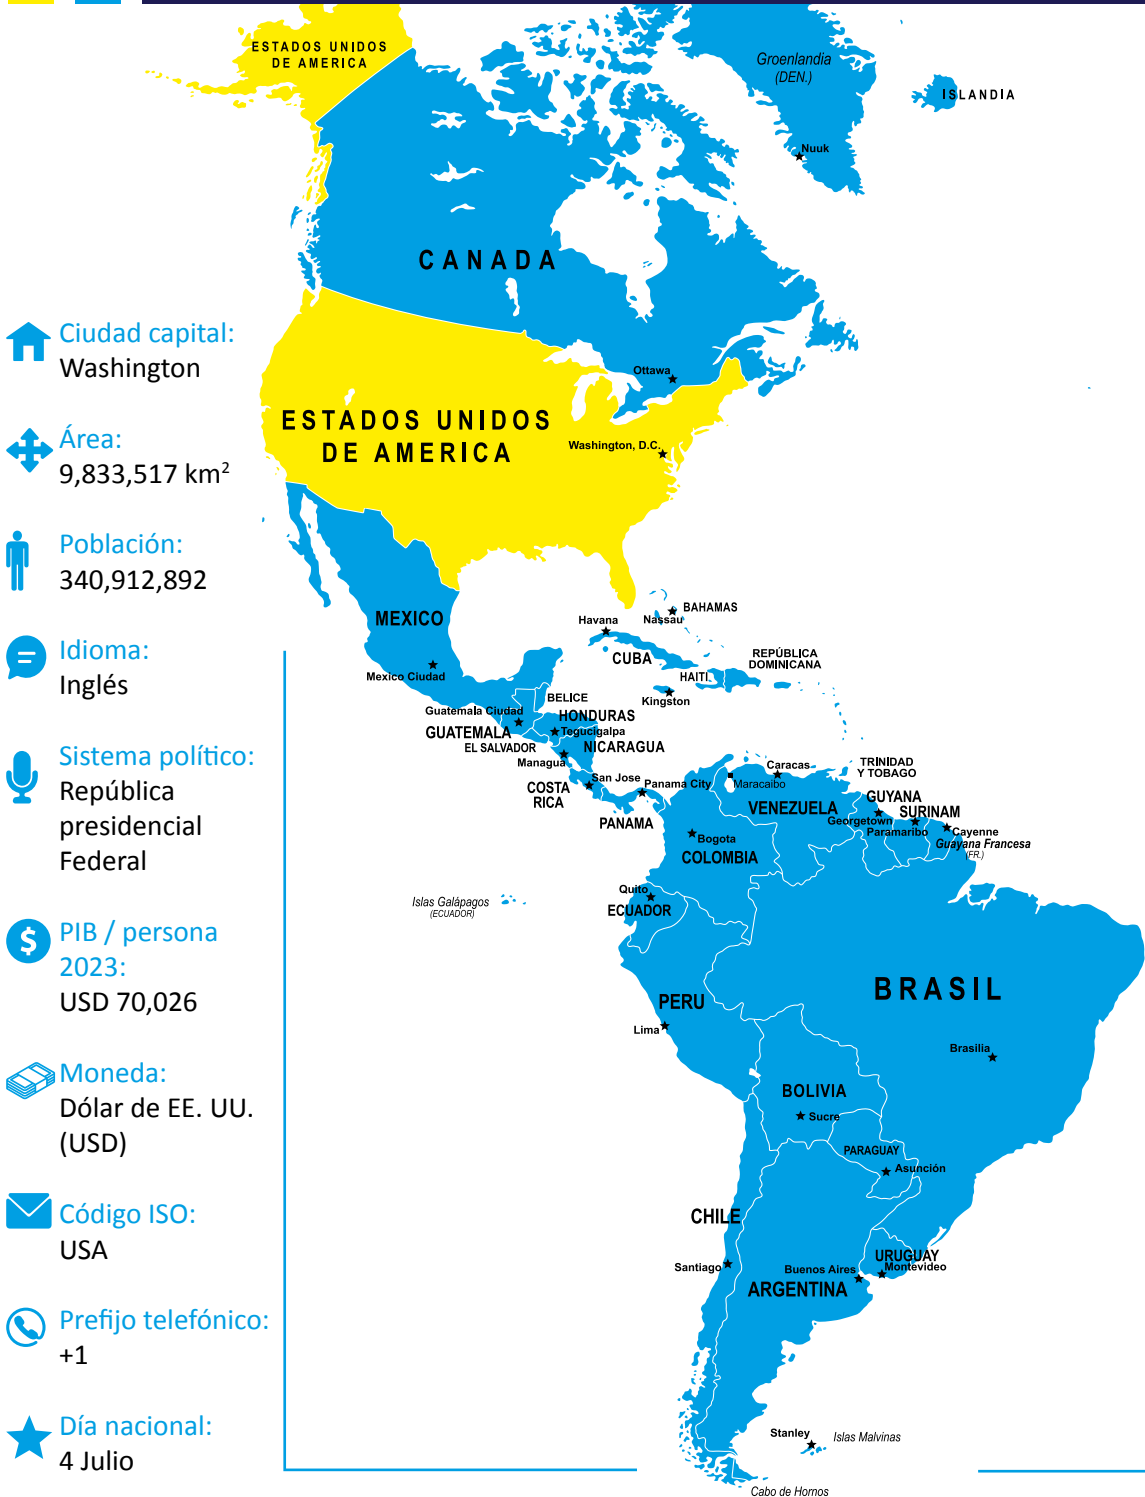 Ciudad capital:
Washington
Área:
9,833,517 km²
Población:
340,912,892
Idioma:
Inglés
Sistema político:
República
presidencial
Federal
PIB / persona
2023:
USD 70,026
Moneda:
Dólar de EE. UU.
(USD)
Código ISO:
USA
Prefijo telefónico:
+1
Día nacional:
4 Julio
ESTADOS UNIDOS
DE AMERICA
Groenlandia
(DEN.)
ISLANDIA
Nuuk
CANADA
Ottawa
ESTADOS UNIDOS
DE AMERICA
Washington, D.C.
MEXICO
Mexico Ciudad
Havana
Nassau
BAHAMAS
CUBA
REPÚBLICA
DOMINICANA
HAITI
Kingston
BELICE
Guatemala Ciudad
HONDURAS
GUATEMALA
Tegucigalpa
EL SALVADOR
NICARAGUA
Managua
San Jose
COSTA
RICA
Panama City
PANAMA
Caracas
Maracaibo
TRINIDAD
Y TOBAGO
VENEZUELA
GUYANA
SURINAM
Georgetown
Paramaribo
Cayenne
Guayana Francesa
(FR.)
Bogota
COLOMBIA
Islas Galápagos
(ECUADOR)
Quito
ECUADOR
PERU
Lima
BRASIL
Brasilia
BOLIVIA
Sucre
PARAGUAY
Asunción
CHILE
Santiago
URUGUAY
Montevideo
Buenos Aires
ARGENTINA
Stanley
Islas Malvinas
Cabo de Hornos